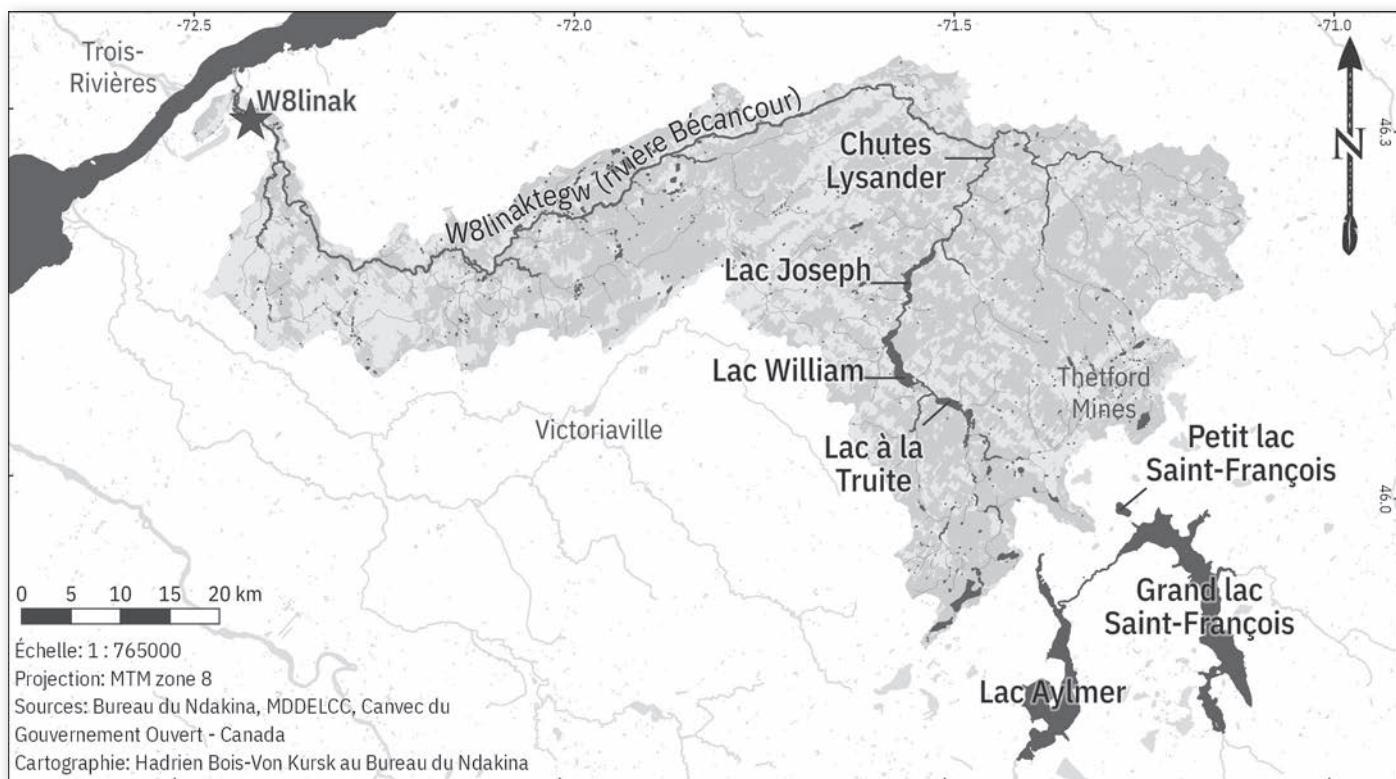 -72.5
-72.0
-71.5
-71.0
Trois-
Rivières
W8linak
46.3
N
W8linaktegw (rivière Bécancour)
Chutes
Lysander
Lac Joseph
Lac William
Thetford
Mines
Victoriaville
Lac à la
Truite
Petit lac
Saint-François
46.0
Grand lac
Saint-François
Lac Aylmer
0 5 10 15 20 km
Échelle: 1 : 765000
Projection: MTM zone 8
Sources: Bureau du Ndakina, MDDELCC, Canvec du
Gouvernement Ouvert - Canada
Cartographie: Hadrien Bois-Von Kursk au Bureau du Ndakina